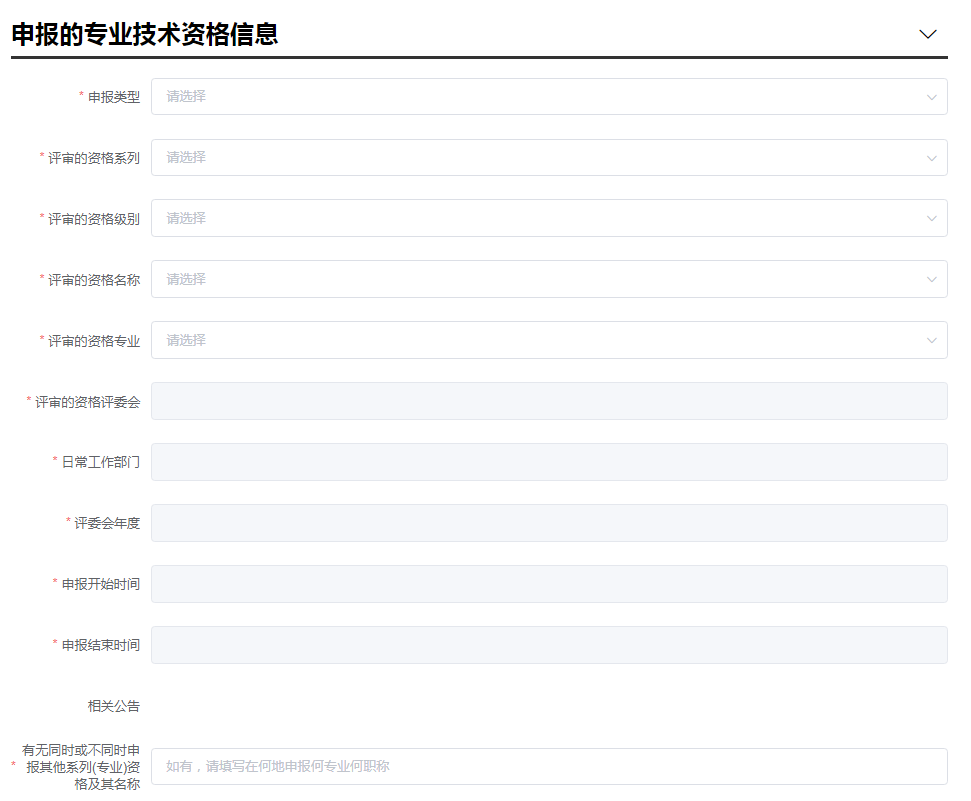 申报的专业技术资格信息
* 申报类型 请选择
* 评审的资格系列 请选择
* 评审的资格级别 请选择
* 评审的资格名称 请选择
* 评审的资格专业 请选择
* 评审的资格评委会
* 日常工作部门
* 评委会年度
* 申报开始时间
* 申报结束时间
相关公告
有无同时或不同时申
* 报其他系列(专业)资 如有，请填写在何地申报何专业何职称
格及其名称